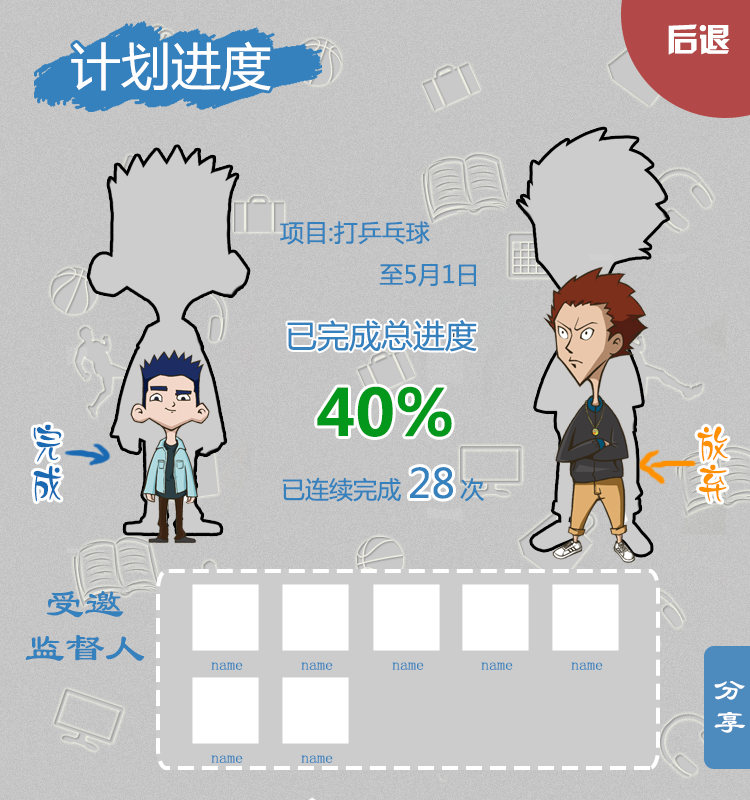 计划进度
后退
项目:打乒乓球
至5月1日
已完成总进度
40%
已连续完成 28 次
完成
放弃
受邀
监督人
name name name name name
name name
分享